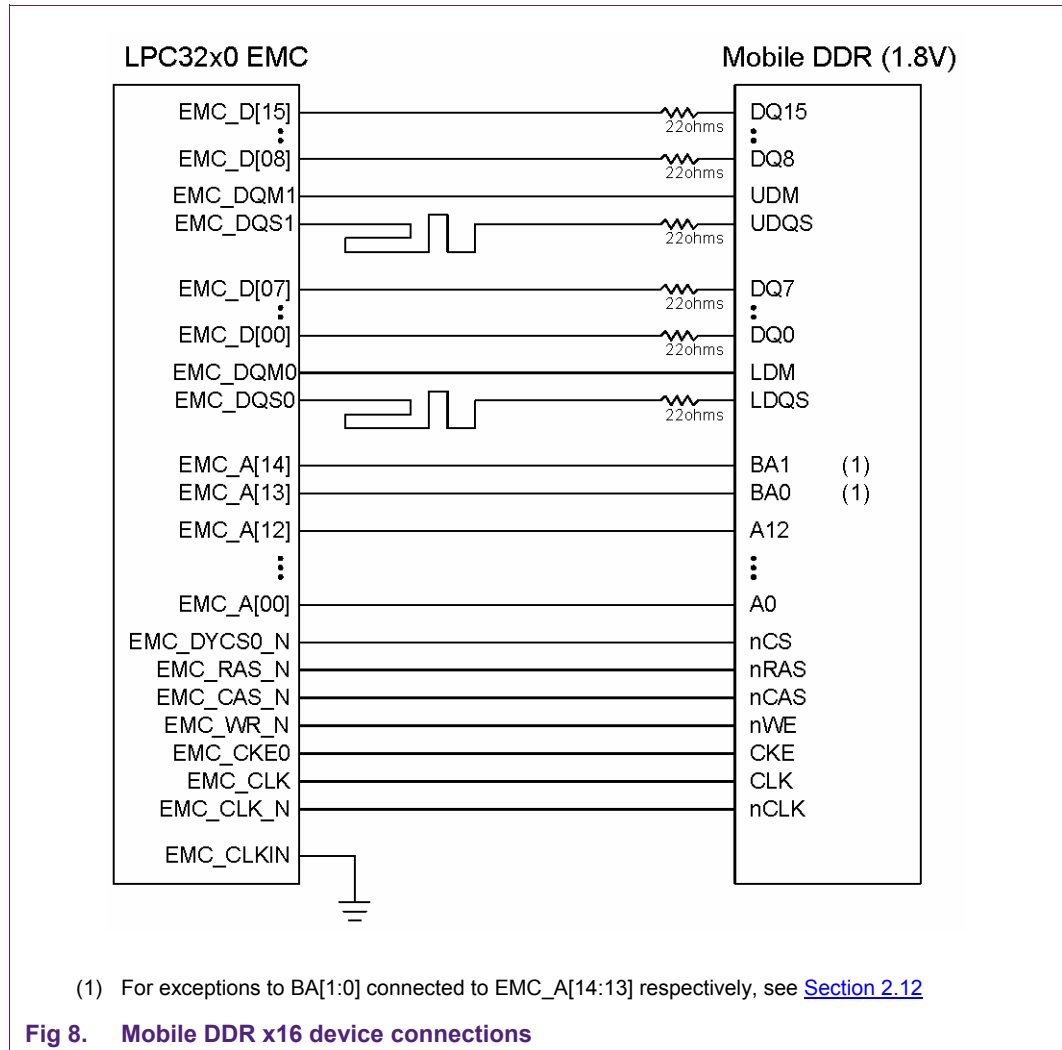 LPC32x0 EMC Mobile DDR (1.8V)
EMC_D[15] 22ohms DQ15
EMC_D[08] 22ohms DQ8
EMC_DQM1 UDM
EMC_DQS1 22ohms UDQS
EMC_D[07] 22ohms DQ7
EMC_D[00] 22ohms DQ0
EMC_DQM0 LDM
EMC_DQS0 22ohms LDQS
EMC_A[14] BA1 (1)
EMC_A[13] BA0 (1)
EMC_A[12] A12
EMC_A[00] A0
EMC_DYCS0_N nCS
EMC_RAS_N nRAS
EMC_CAS_N nCAS
EMC_WR_N nWE
EMC_CKE0 CKE
EMC_CLK CLK
EMC_CLK_N nCLK
EMC_CLKIN
(1) For exceptions to BA[1:0] connected to EMC_A[14:13] respectively, see Section 2.12
Fig 8. Mobile DDR x16 device connections